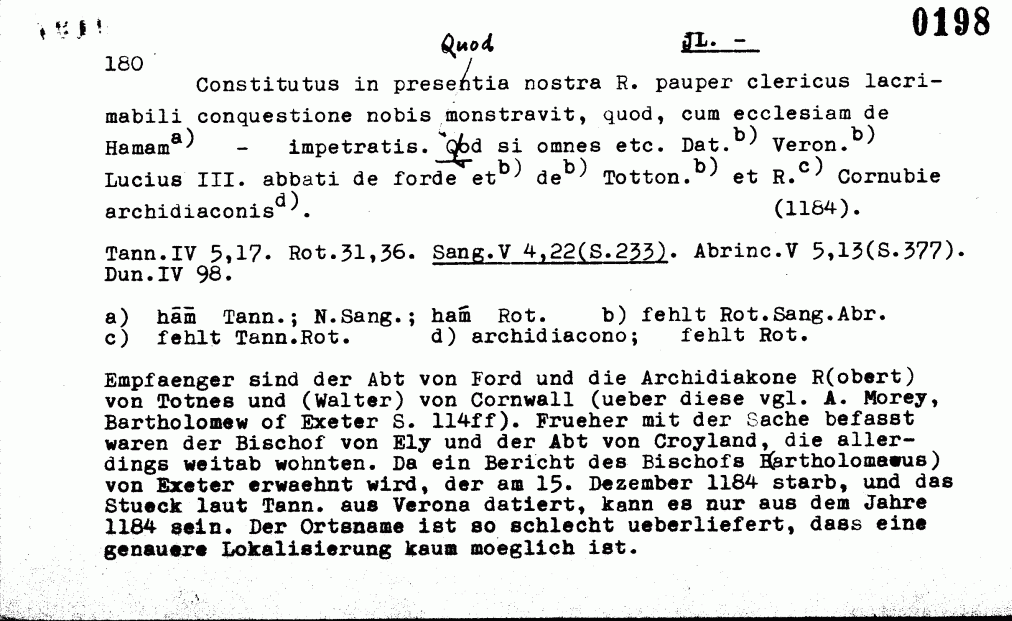 0198
Quod JL. -
180
Constitutus in presentia nostra R. pauper clericus lacri-
mabili conquestione nobis monstravit, quod, cum ecclesiam de
Hamam a) - impetratis. Qod si omnes etc. Dat. b) Veron. b)
Lucius III. abbati de forde et b) de b) Totton. b) et R. c) Cornubie
archidiaconis d). (1184).
Tann.IV 5,17. Rot.31,36. Sang.V 4,22(S.233). Abrinc.V 5,13(S.377).
Dun.IV 98.
a) hām̄ Tann.; N.Sang.; ham̄ Rot. b) fehlt Rot.Sang.Abr.
c) fehlt Tann.Rot. d) archidiacono; fehlt Rot.
Empfaenger sind der Abt von Ford und die Archidiakone R(obert)
von Totnes und (Walter) von Cornwall (ueber diese vgl. A. Morey,
Bartholomew of Exeter S. 114ff). Frueher mit der Sache befasst
waren der Bischof von Ely und der Abt von Croyland, die aller-
dings weitab wohnten. Da ein Bericht des Bischofs B(artholomaeus)
von Exeter erwaehnt wird, der am 15. Dezember 1184 starb, und das
Stueck laut Tann. aus Verona datiert, kann es nur aus dem Jahre
1184 sein. Der Ortsname ist so schlecht ueberliefert, dass eine
genauere Lokalisierung kaum moeglich ist.